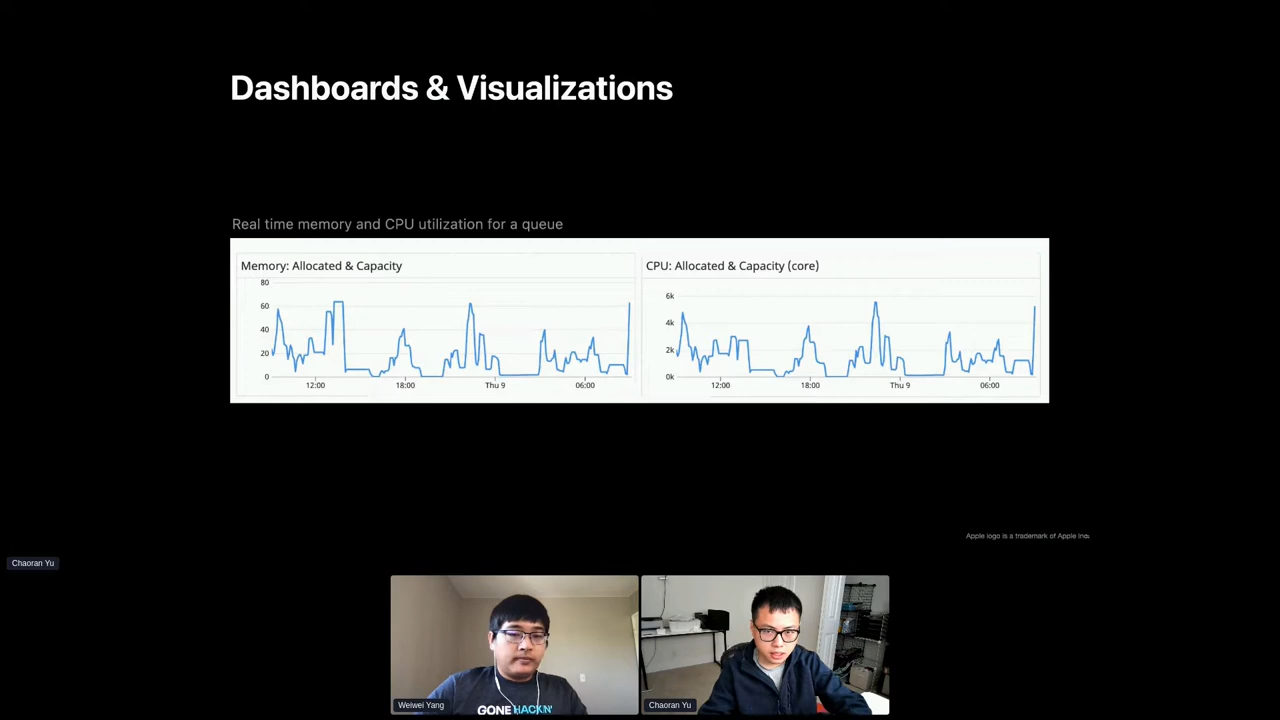 Dashboards & Visualizations
Real time memory and CPU utilization for a queue
Memory: Allocated & Capacity
80
60
40
20
0
12:00
18:00
Thu 9
06:00
CPU: Allocated & Capacity (core)
6k
4k
2k
0k
12:00
18:00
Thu 9
06:00
Apple logo is a trademark of Apple Inc.
Chaoran Yu
GONE HACKIN'
Weiwei Yang
Chaoran Yu